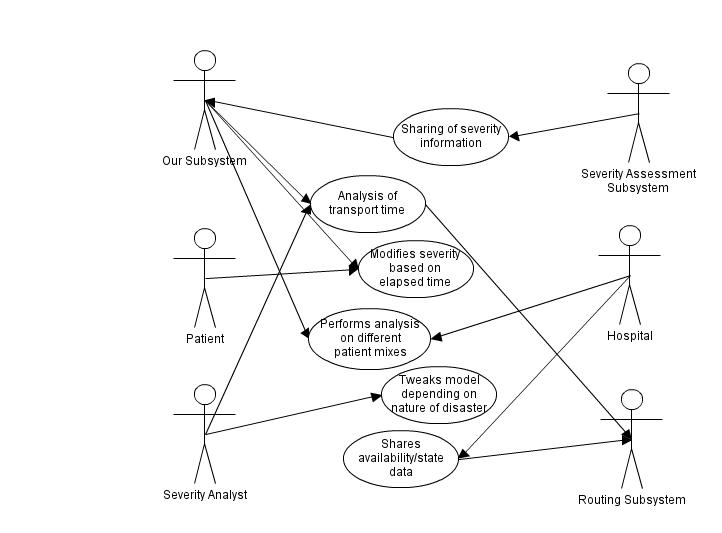 Sharing of severity
information
Our Subsystem
Severity Assessment
Subsystem
Analysis of
transport time
Modifies severity
based on
elapsed time
Patient
Hospital
Performs analysis
on different
patient mixes
Tweaks model
depending on
nature of disaster
Shares
availability/state
data
Severity Analyst
Routing Subsystem